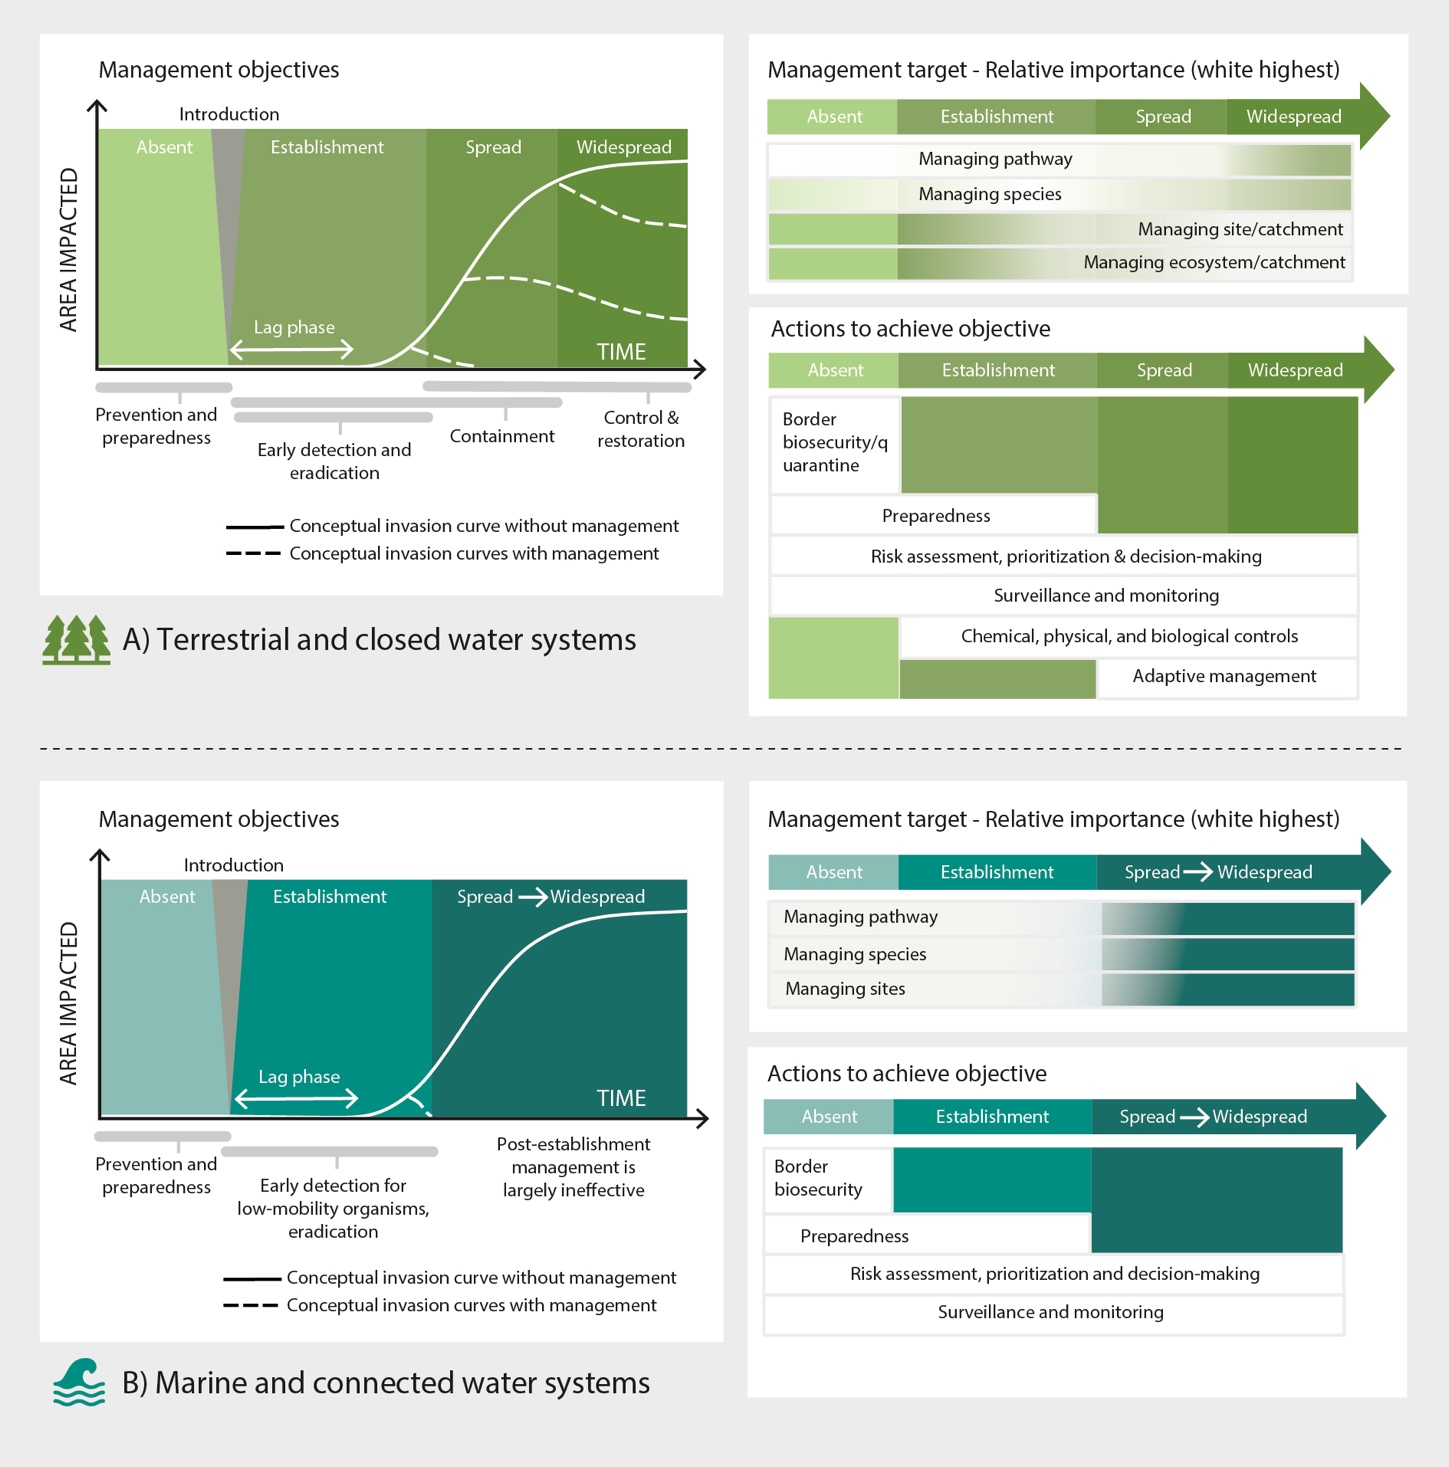 Management objectives
Introduction
Absent
Establishment
Spread
Widespread
AREA IMPACTED
Lag phase
TIME
Prevention and
preparedness
Early detection and
eradication
Containment
Control &
restoration
Conceptual invasion curve without management
Conceptual invasion curves with management
A) Terrestrial and closed water systems
Management target - Relative importance (white highest)
Absent
Establishment
Spread
Widespread
Managing pathway
Managing species
Managing site/catchment
Managing ecosystem/catchment
Actions to achieve objective
Absent
Establishment
Spread
Widespread
Border
biosecurity/q
uarantine
Preparedness
Risk assessment, prioritization & decision-making
Surveillance and monitoring
Chemical, physical, and biological controls
Adaptive management
Management objectives
Introduction
Absent
Establishment
Spread
Widespread
AREA IMPACTED
Lag phase
TIME
Prevention and
preparedness
Early detection for
low-mobility organisms,
eradication
Post-establishment
management is
largely ineffective
Conceptual invasion curve without management
Conceptual invasion curves with management
B) Marine and connected water systems
Management target - Relative importance (white highest)
Absent
Establishment
Spread
Widespread
Managing pathway
Managing species
Managing sites
Actions to achieve objective
Absent
Establishment
Spread
Widespread
Border
biosecurity
Preparedness
Risk assessment, prioritization and decision-making
Surveillance and monitoring